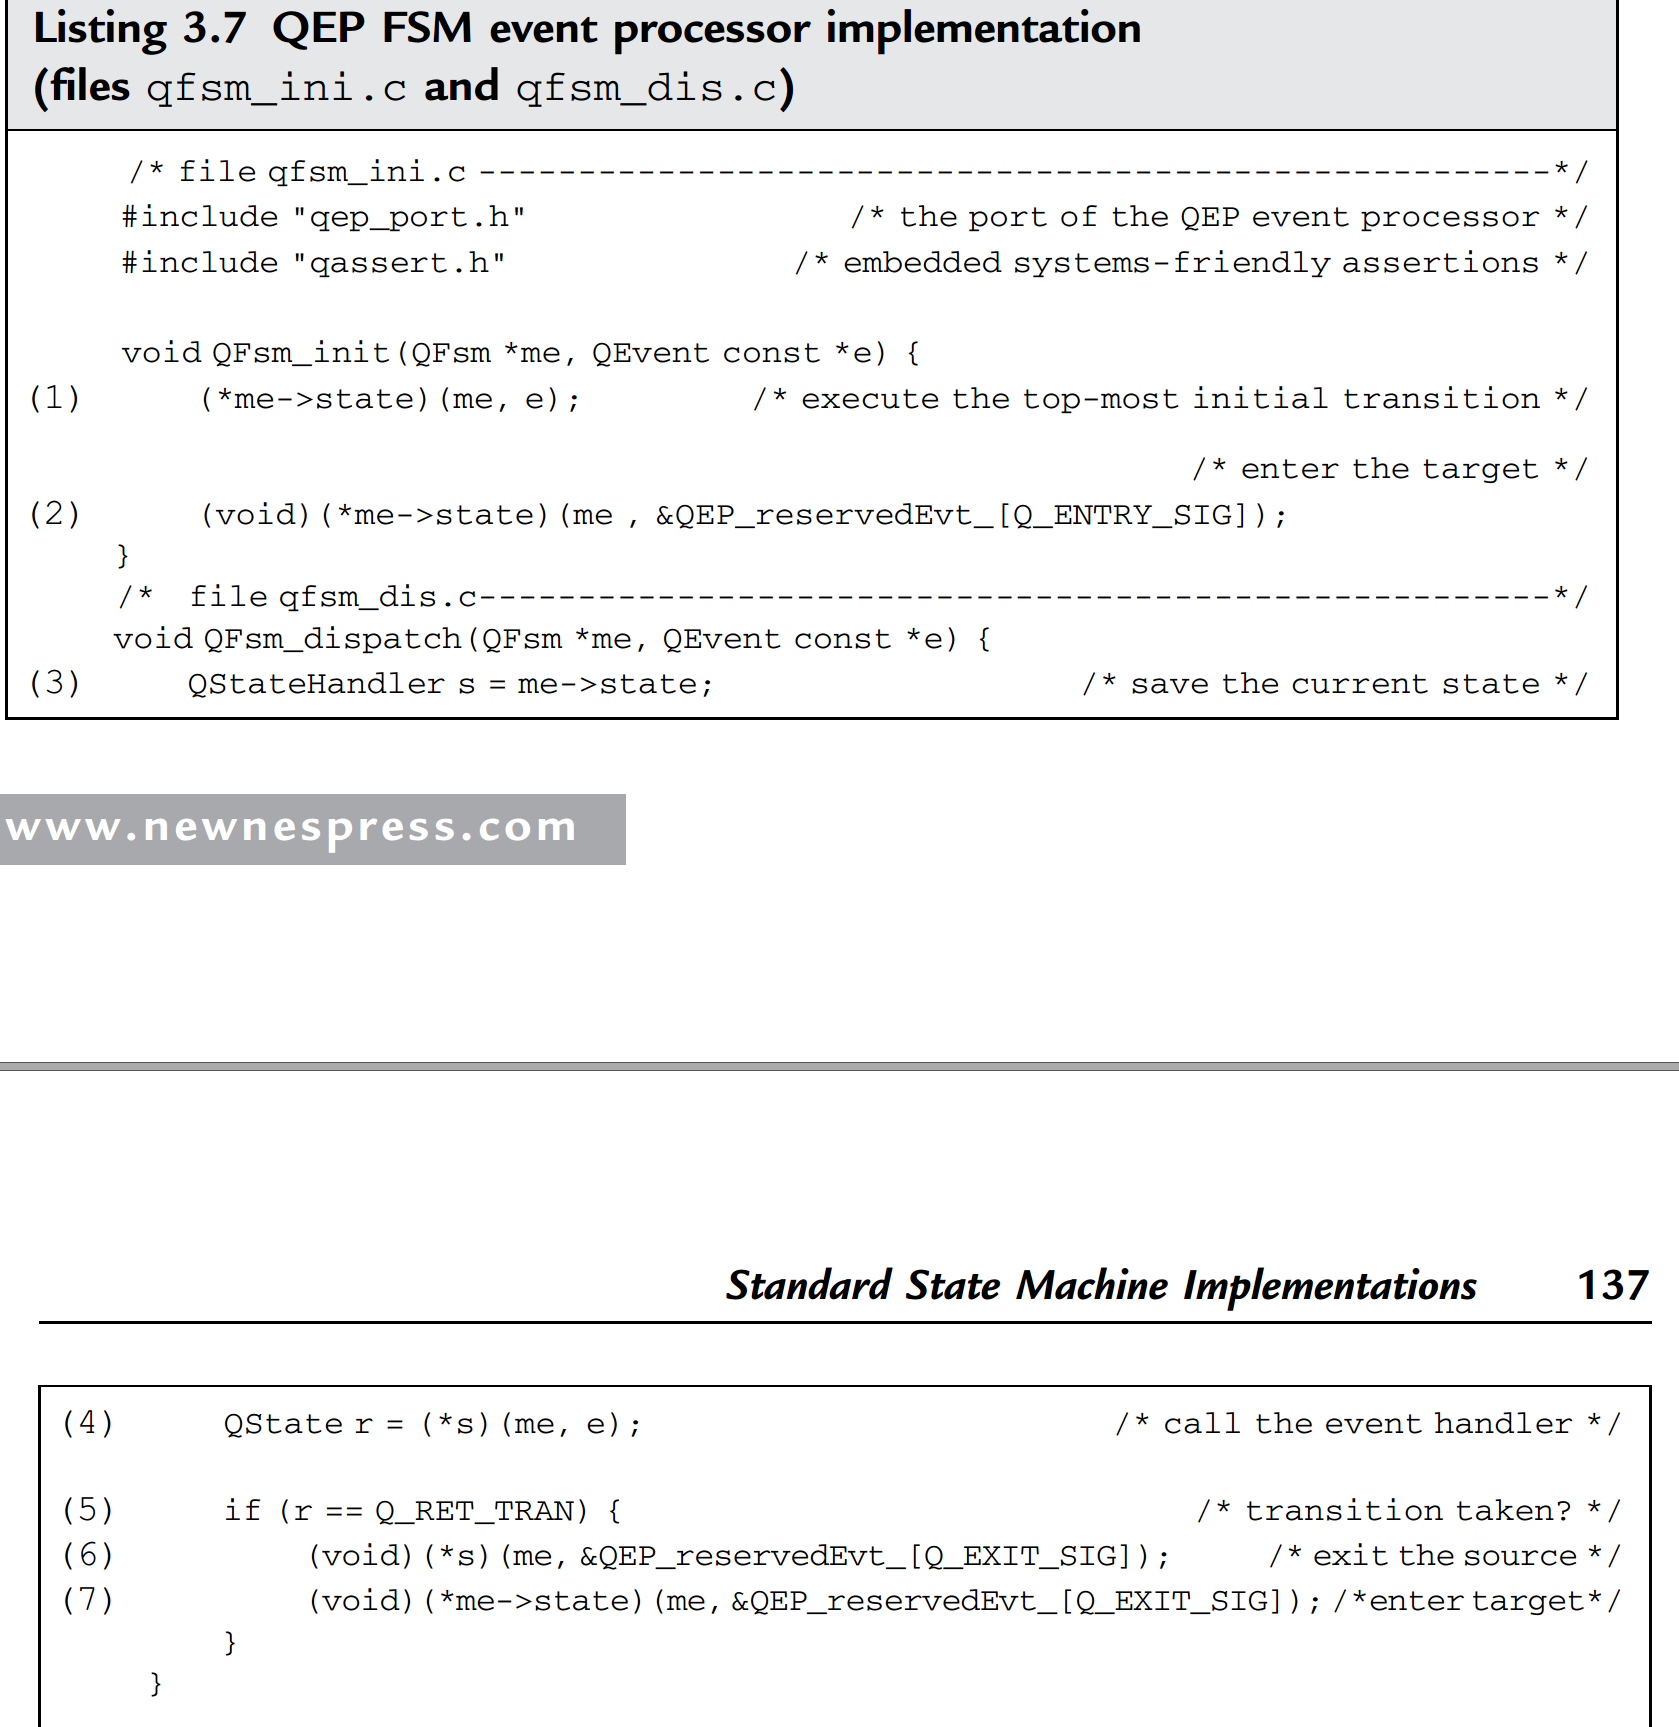 Listing 3.7 QEP FSM event processor implementation
(files qfsm_ini.c and qfsm_dis.c)
/* file qfsm_ini.c ------------------------------------------------------*/
#include "qep_port.h" /* the port of the QEP event processor */
#include "qassert.h" /* embedded systems-friendly assertions */
void QFsm_init(QFsm *me, QEvent const *e) {
(1) (*me->state)(me, e); /* execute the top-most initial transition */
/* enter the target */
(2) (void)(*me->state)(me , &QEP_reservedEvt_[Q_ENTRY_SIG]);
}
/* file qfsm_dis.c------------------------------------------------------*/
void QFsm_dispatch(QFsm *me, QEvent const *e) {
(3) QStateHandler s = me->state; /* save the current state */
www.newnespress.com
Standard State Machine Implementations 137
(4) QState r = (*s)(me, e); /* call the event handler */
(5) if (r == Q_RET_TRAN) { /* transition taken? */
(6) (void)(*s)(me, &QEP_reservedEvt_[Q_EXIT_SIG]); /* exit the source */
(7) (void)(*me->state)(me, &QEP_reservedEvt_[Q_EXIT_SIG]); /*enter target*/
}
}